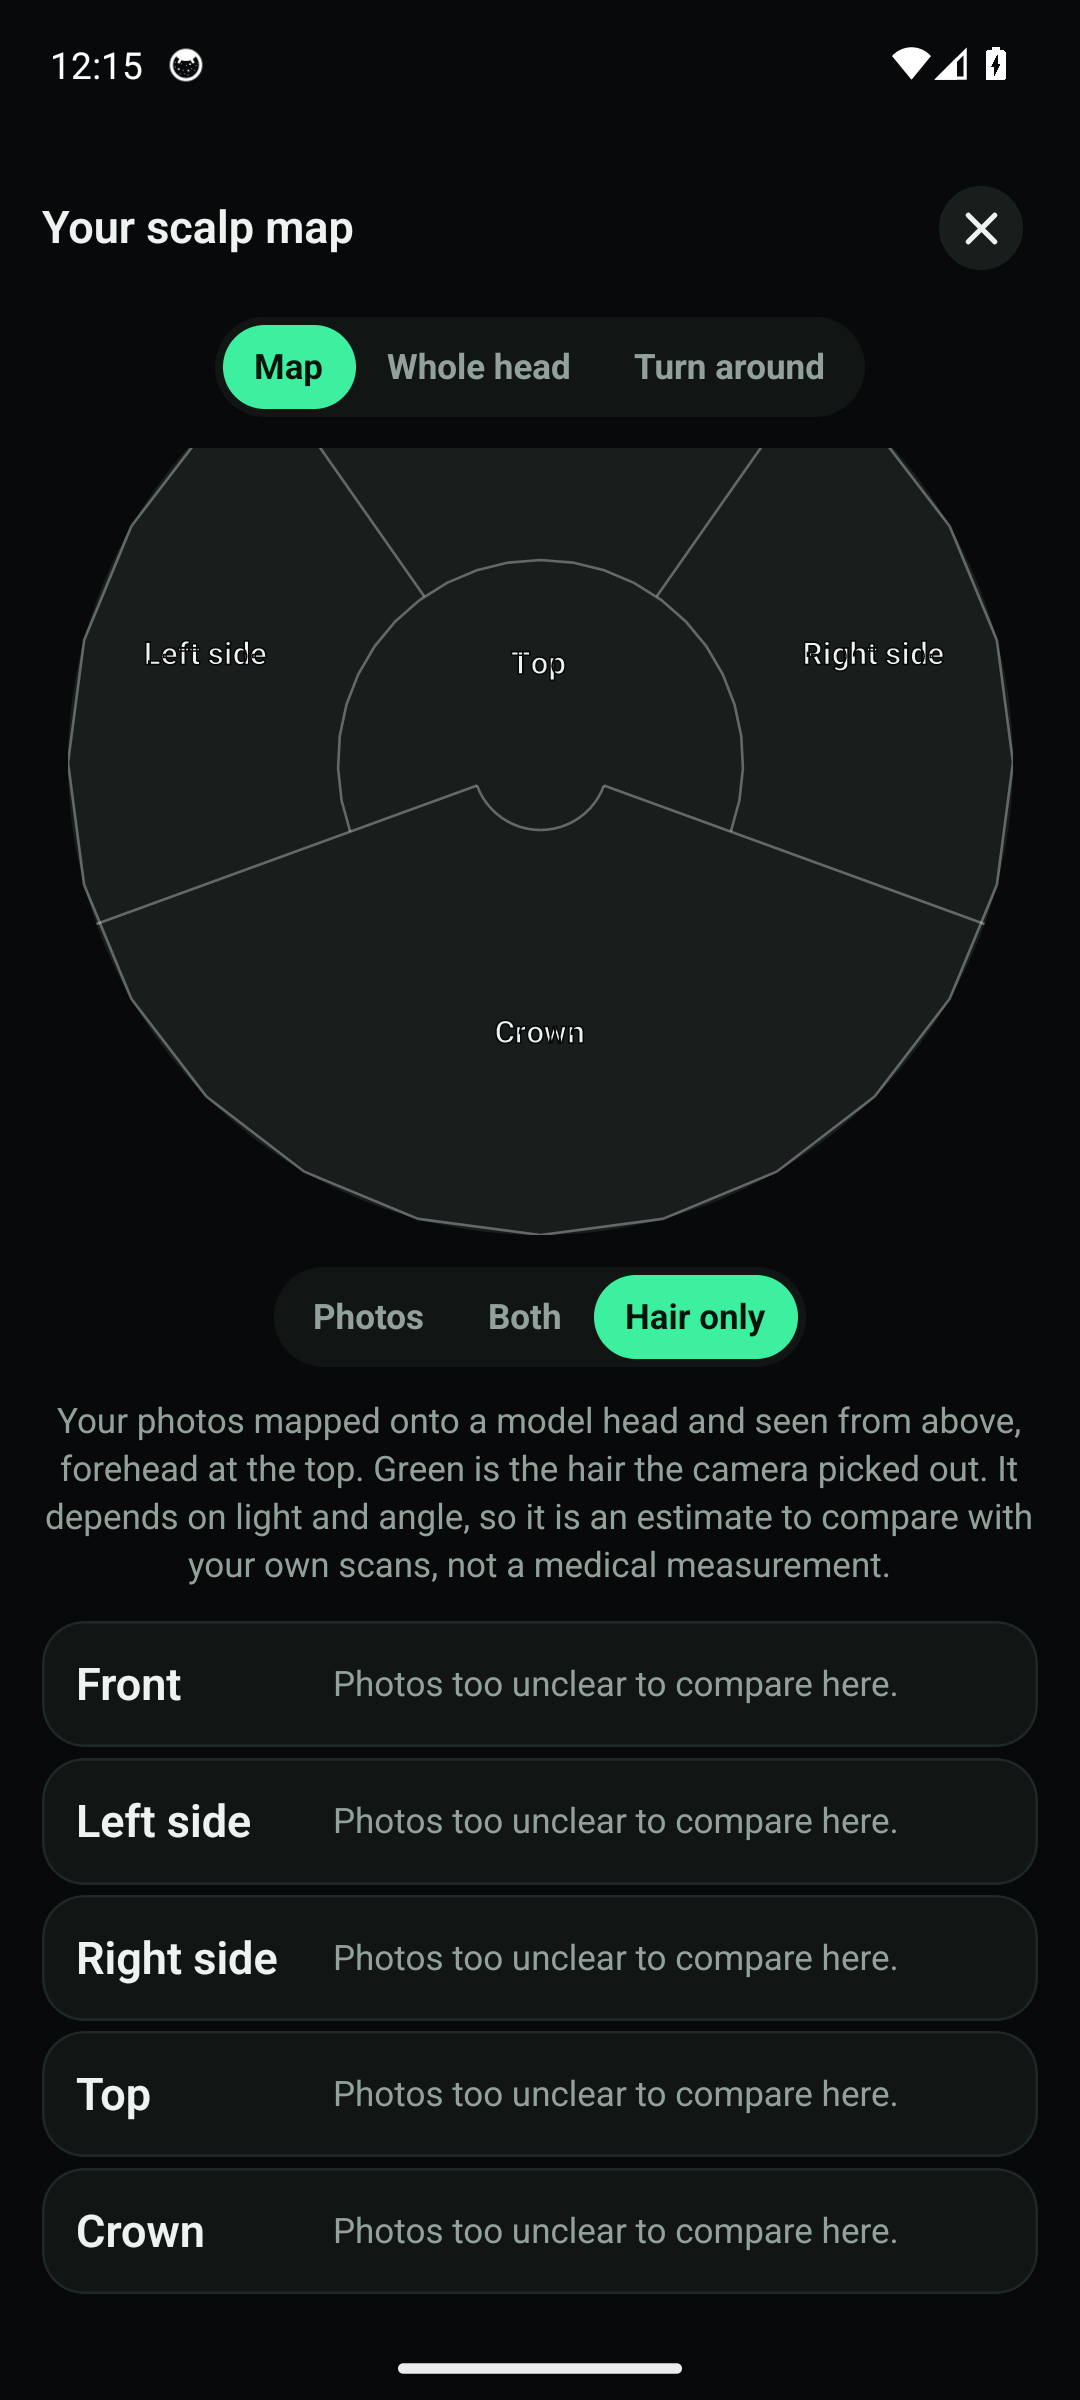 12:15
Your scalp map
Map Whole head Turn around
Left side Top Right side
Crown
Photos Both Hair only
Your photos mapped onto a model head and seen from above,
forehead at the top. Green is the hair the camera picked out. It
depends on light and angle, so it is an estimate to compare with
your own scans, not a medical measurement.
Front Photos too unclear to compare here.
Left side Photos too unclear to compare here.
Right side Photos too unclear to compare here.
Top Photos too unclear to compare here.
Crown Photos too unclear to compare here.